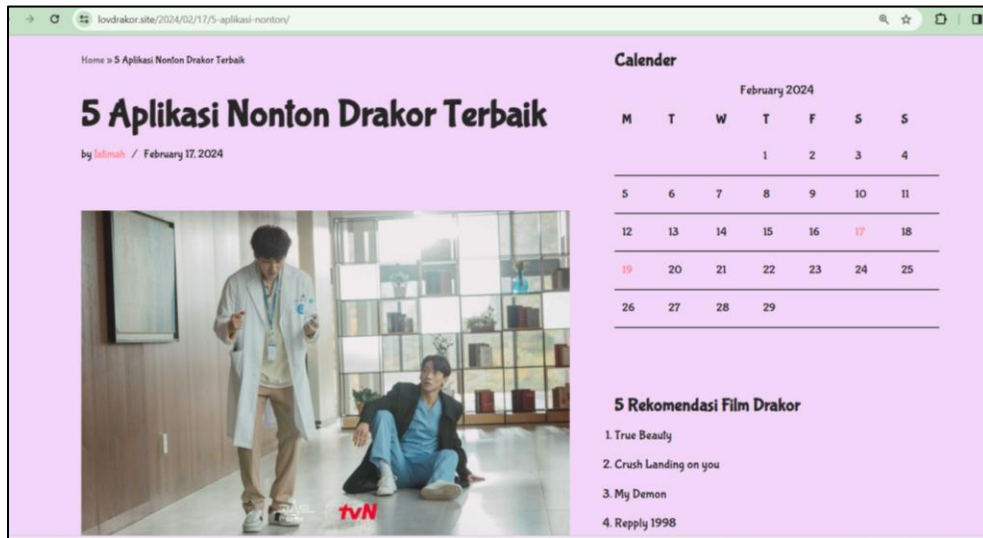 lovdrakor.site/2024/02/17/5-aplikasi-nonton/
Home » 5 Aplikasi Nonton Drakor Terbaik
5 Aplikasi Nonton Drakor Terbaik
by fatimah / February 17, 2024
tvN
Calender
February 2024
M T W T F S S
1 2 3 4
5 6 7 8 9 10 11
12 13 14 15 16 17 18
19 20 21 22 23 24 25
26 27 28 29
5 Rekomendasi Film Drakor
1. True Beauty
2. Crush Landing on you
3. My Demon
4. Repply 1998